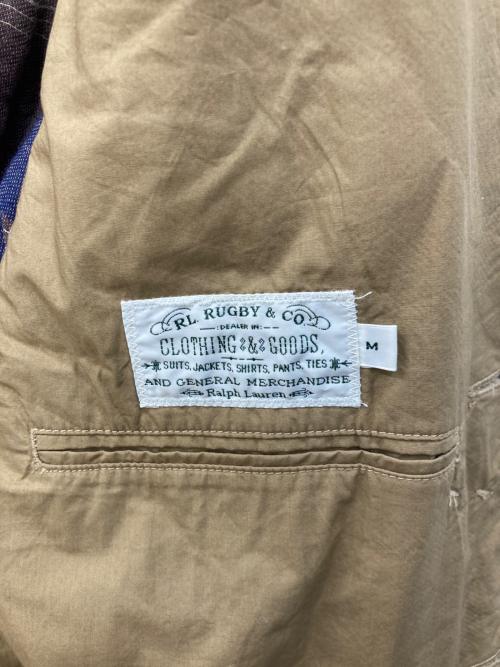 RL RUGBY & CO.
:DEALER IN:
CLOTHING & GOODS,
SUITS, JACKETS, SHIRTS, PANTS, TIES
AND GENERAL MERCHANDISE
Ralph Lauren
M